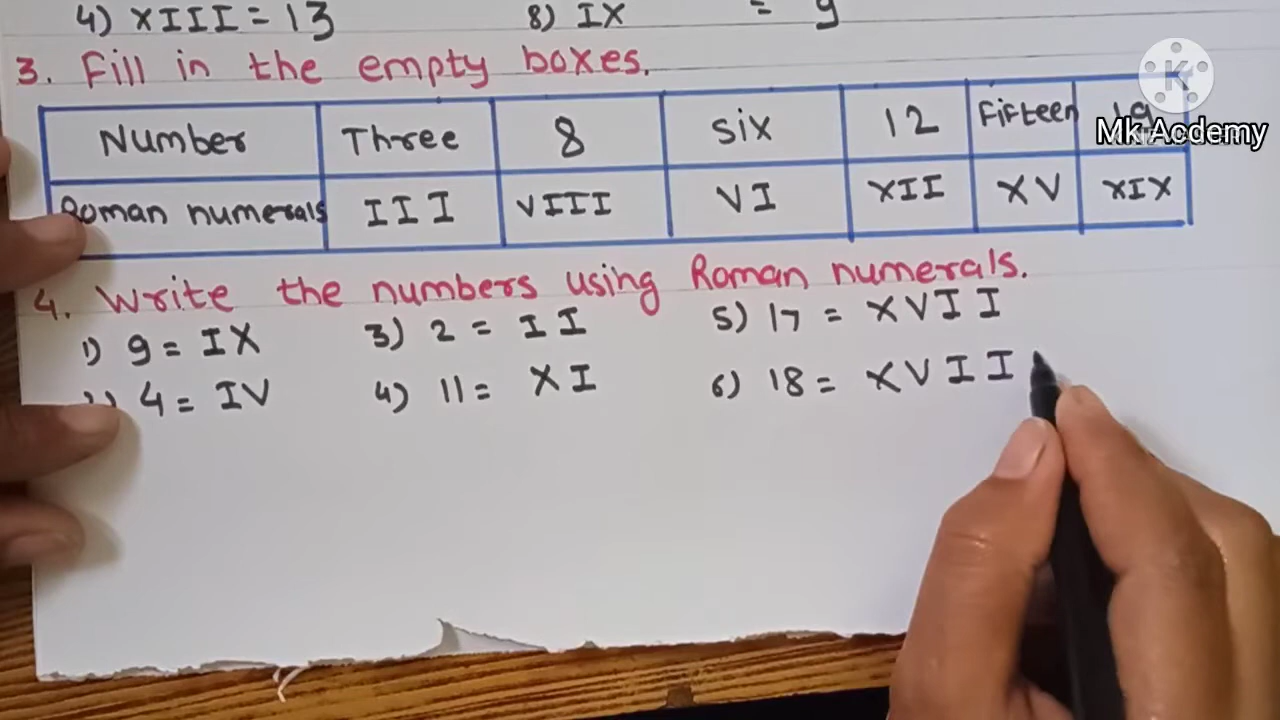 4) XIII = 13 8) IX = 9
3. Fill in the empty boxes.
Number Three 8 Six 12 Fifteen 19
Roman numerals III VIII VI XII XV XIX
Mk Acdemy
4. Write the numbers using Roman numerals.
1) 9 = IX 3) 2 = II 5) 17 = XVII
4 = IV 4) 11 = XI 6) 18 = XVII